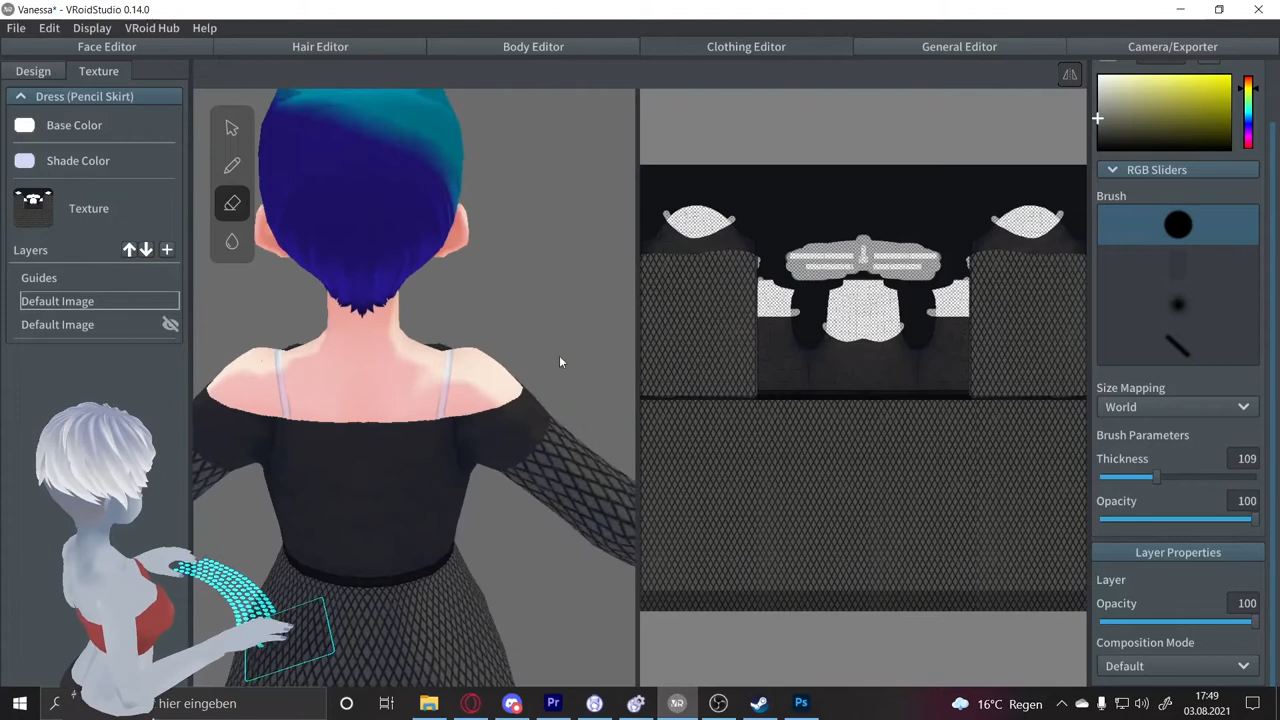 Vanessa* - VRoidStudio 0.14.0
File Edit Display VRoid Hub Help
Face Editor Hair Editor Body Editor Clothing Editor General Editor Camera/Exporter
Design Texture
Dress (Pencil Skirt)
Base Color
Shade Color
Texture
Layers
Guides
Default Image
Default Image
RGB Sliders
Brush
Size Mapping
World
Brush Parameters
Thickness 109
Opacity 100
Layer Properties
Layer
Opacity 100
Composition Mode
Default
hier eingeben
16°C Regen
17:49
03.08.2021